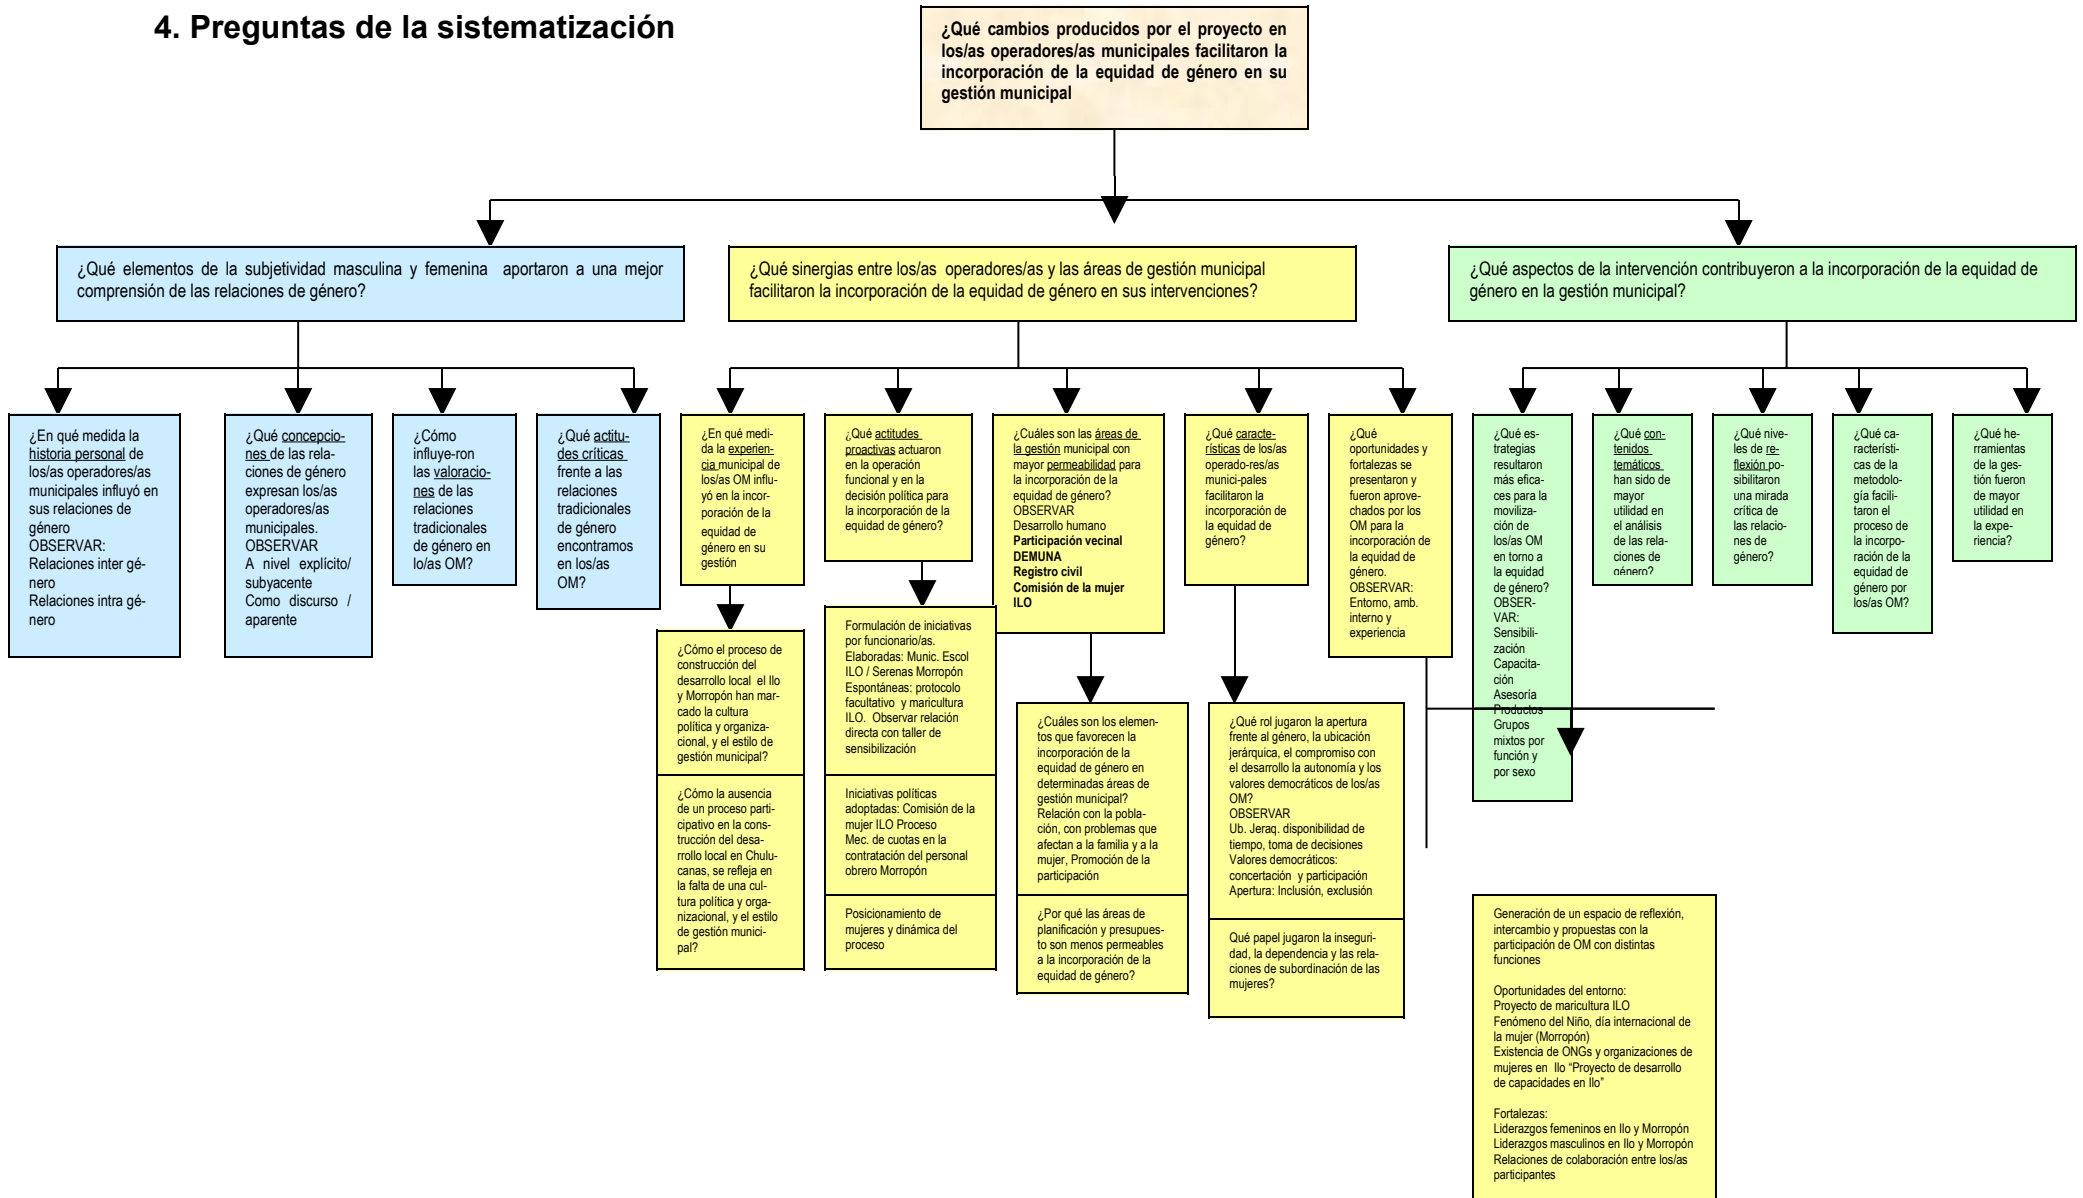 4. Preguntas de la sistematización
¿Qué cambios producidos por el proyecto en
los/as operadores/as municipales facilitaron la
incorporación de la equidad de género en su
gestión municipal
¿Qué elementos de la subjetividad masculina y femenina aportaron a una mejor
comprensión de las relaciones de género?
¿Qué sinergias entre los/as operadores/as y las áreas de gestión municipal
facilitaron la incorporación de la equidad de género en sus intervenciones?
¿Qué aspectos de la intervención contribuyeron a la incorporación de la equidad de
género en la gestión municipal?
¿En qué medida la
historia personal de
los/as operadores/as
municipales influyó en
sus relaciones de
género
OBSERVAR:
Relaciones inter gé-
nero
Relaciones intra gé-
nero
¿Qué concepcio-
nes de las rela-
ciones de género
expresan los/as
operadores/as
municipales.
OBSERVAR
A nivel explícito/
subyacente
Como discurso /
aparente
¿Cómo
influye-ron
las valoracio-
nes de las
relaciones
tradicionales
de género en
lo/as OM?
¿Qué actitu-
des críticas
frente a las
relaciones
tradicionales
de género
encontramos
en los/as
OM?
¿En qué medi-
da la experien-
cia municipal de
los/as OM influ-
yó en la incor-
poración de la
equidad de
género en su
gestión
¿Qué actitudes
proactivas actuaron
en la operación
funcional y en la
decisión política para
la incorporación de la
equidad de género?
¿Cuáles son las áreas de
la gestión municipal con
mayor permeabilidad para
la incorporación de la
equidad de género?
OBSERVAR
Desarrollo humano
Participación vecinal
DEMUNA
Registro civil
Comisión de la mujer
ILO
¿Qué caracte-
rísticas de los/as
operado-res/as
munici-pales
facilitaron la
incorporación de
la equidad de
género?
¿Qué
oportunidades y
fortalezas se
presentaron y
fueron aprove-
chados por los
OM para la
incorporación de
la equidad de
género.
OBSERVAR:
Entorno, amb.
interno y
experiencia
¿Qué es-
trategias
resultaron
más efica-
ces para la
moviliza-
ción de
los/as OM
en torno a
la equidad
de género?
OBSER-
VAR:
Sensibili-
zación
Capacita-
ción
Asesoría
Productos
Grupos
mixtos por
función y
por sexo
¿Qué con-
tenidos
temáticos
han sido de
mayor
utilidad en
el análisis
de las rela-
ciones de
género?
¿Qué nive-
les de re-
flexión po-
sibilitaron
una mirada
crítica de
las relacio-
nes de
género?
¿Qué ca-
racterísti-
cas de la
metodolo-
gía facili-
taron el
proceso de
la incorpo-
ración de la
equidad de
género por
los/as OM?
¿Qué he-
rramientas
de la ges-
tión fueron
de mayor
utilidad en
la expe-
riencia?
¿Cómo el proceso de
construcción del
desarrollo local el Ilo
y Morropón han mar-
cado la cultura
política y organiza-
cional, y el estilo de
gestión municipal?
¿Cómo la ausencia
de un proceso parti-
cipativo en la cons-
trucción del desa-
rrollo local en Chulu-
canas, se refleja en
la falta de una cul-
tura política y orga-
nizacional, y el estilo
de gestión munici-
pal?
Formulación de iniciativas
por funcionario/as.
Elaboradas: Munic. Escol
ILO / Serenas Morropón
Espontáneas: protocolo
facultativo y maricultura
ILO. Observar relación
directa con taller de
sensibilización
Iniciativas políticas
adoptadas: Comisión de la
mujer ILO Proceso
Mec. de cuotas en la
contratación del personal
obrero Morropón
Posicionamiento de
mujeres y dinámica del
proceso
¿Cuáles son los elemen-
tos que favorecen la
incorporación de la
equidad de género en
determinadas áreas de
gestión municipal?
Relación con la pobla-
ción, con problemas que
afectan a la familia y a la
mujer, Promoción de la
participación
¿Por qué las áreas de
planificación y presupues-
to son menos permeables
a la incorporación de la
equidad de género?
¿Qué rol jugaron la apertura
frente al género, la ubicación
jerárquica, el compromiso con
el desarrollo la autonomía y los
valores democráticos de los/as
OM?
OBSERVAR
Ub. Jeraq. disponibilidad de
tiempo, toma de decisiones
Valores democráticos:
concertación y participación
Apertura: Inclusión, exclusión
Qué papel jugaron la inseguri-
dad, la dependencia y las rela-
ciones de subordinación de las
mujeres?
Generación de un espacio de reflexión,
intercambio y propuestas con la
participación de OM con distintas
funciones
Oportunidades del entorno:
Proyecto de maricultura ILO
Fenómeno del Niño, día internacional de
la mujer (Morropón)
Existencia de ONGs y organizaciones de
mujeres en Ilo “Proyecto de desarrollo
de capacidades en Ilo”
Fortalezas:
Liderazgos femeninos en Ilo y Morropón
Liderazgos masculinos en Ilo y Morropón
Relaciones de colaboración entre los/as
participantes